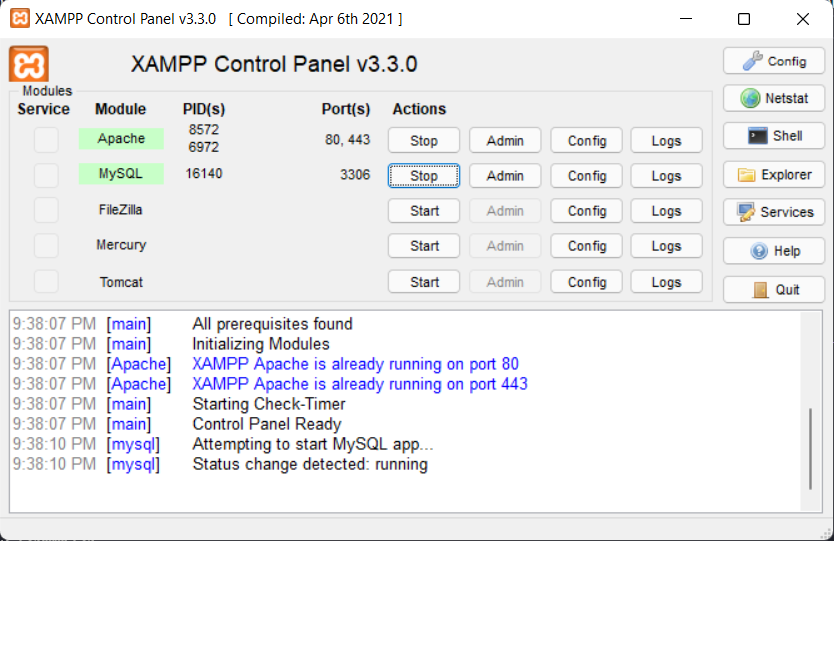 XAMPP Control Panel v3.3.0 [ Compiled: Apr 6th 2021 ]
XAMPP Control Panel v3.3.0
Config
Modules
Service Module PID(s) Port(s) Actions
Netstat
Apache 8572 6972 80, 443 Stop Admin Config Logs
Shell
MySQL 16140 3306 Stop Admin Config Logs
Explorer
FileZilla Start Admin Config Logs
Services
Mercury Start Admin Config Logs
Help
Tomcat Start Admin Config Logs
Quit
9:38:07 PM [main] All prerequisites found
9:38:07 PM [main] Initializing Modules
9:38:07 PM [Apache] XAMPP Apache is already running on port 80
9:38:07 PM [Apache] XAMPP Apache is already running on port 443
9:38:07 PM [main] Starting Check-Timer
9:38:07 PM [main] Control Panel Ready
9:38:10 PM [mysql] Attempting to start MySQL app...
9:38:10 PM [mysql] Status change detected: running